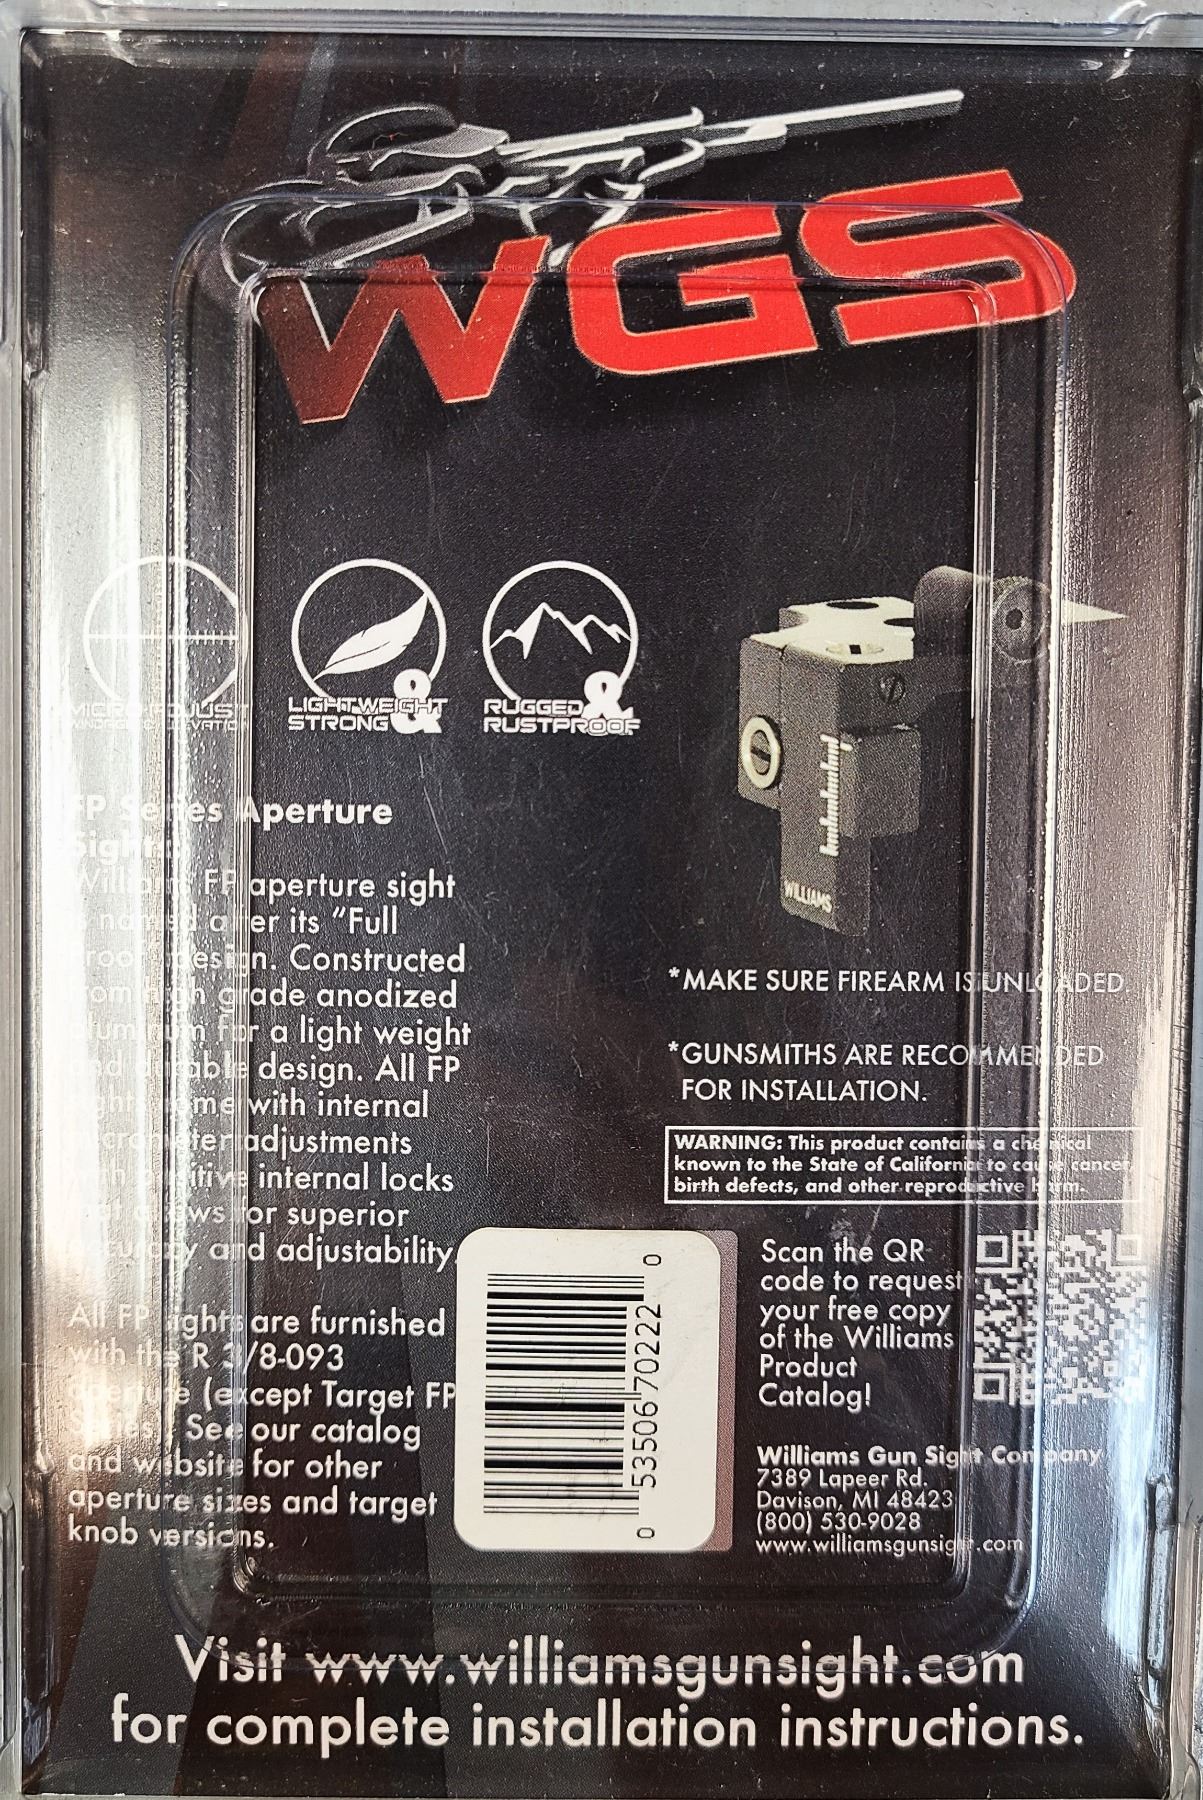 WGS
MICRO ADJUST
WINDAGE & ELEVATION
LIGHTWEIGHT &
STRONG
RUGGED &
RUSTPROOF
FP Series Aperture
Sights
Williams FP aperture sight
is named after its “Full
Proof” design. Constructed
from high grade anodized
aluminum for a light weight
and durable design. All FP
sights come with internal
micrometer adjustments
with positive internal locks
that allows for superior
accuracy and adjustability.
All FP sights are furnished
with the R 3/8-093
aperture (except Target FP
Series). See our catalog
and website for other
aperture sizes and target
knob versions.
WILLIAMS
*MAKE SURE FIREARM IS UNLOADED
*GUNSMITHS ARE RECOMMENDED
FOR INSTALLATION.
WARNING: This product contains a chemical
known to the State of California to cause cancer,
birth defects, and other reproductive harm.
0 53506 70222 0
Scan the QR
code to request
your free copy
of the Williams
Product
Catalog!
Williams Gun Sight Company
7389 Lapeer Rd.
Davison, MI 48423
(800) 530-9028
www.williamsgunsight.com
Visit www.williamsgunsight.com
for complete installation instructions.